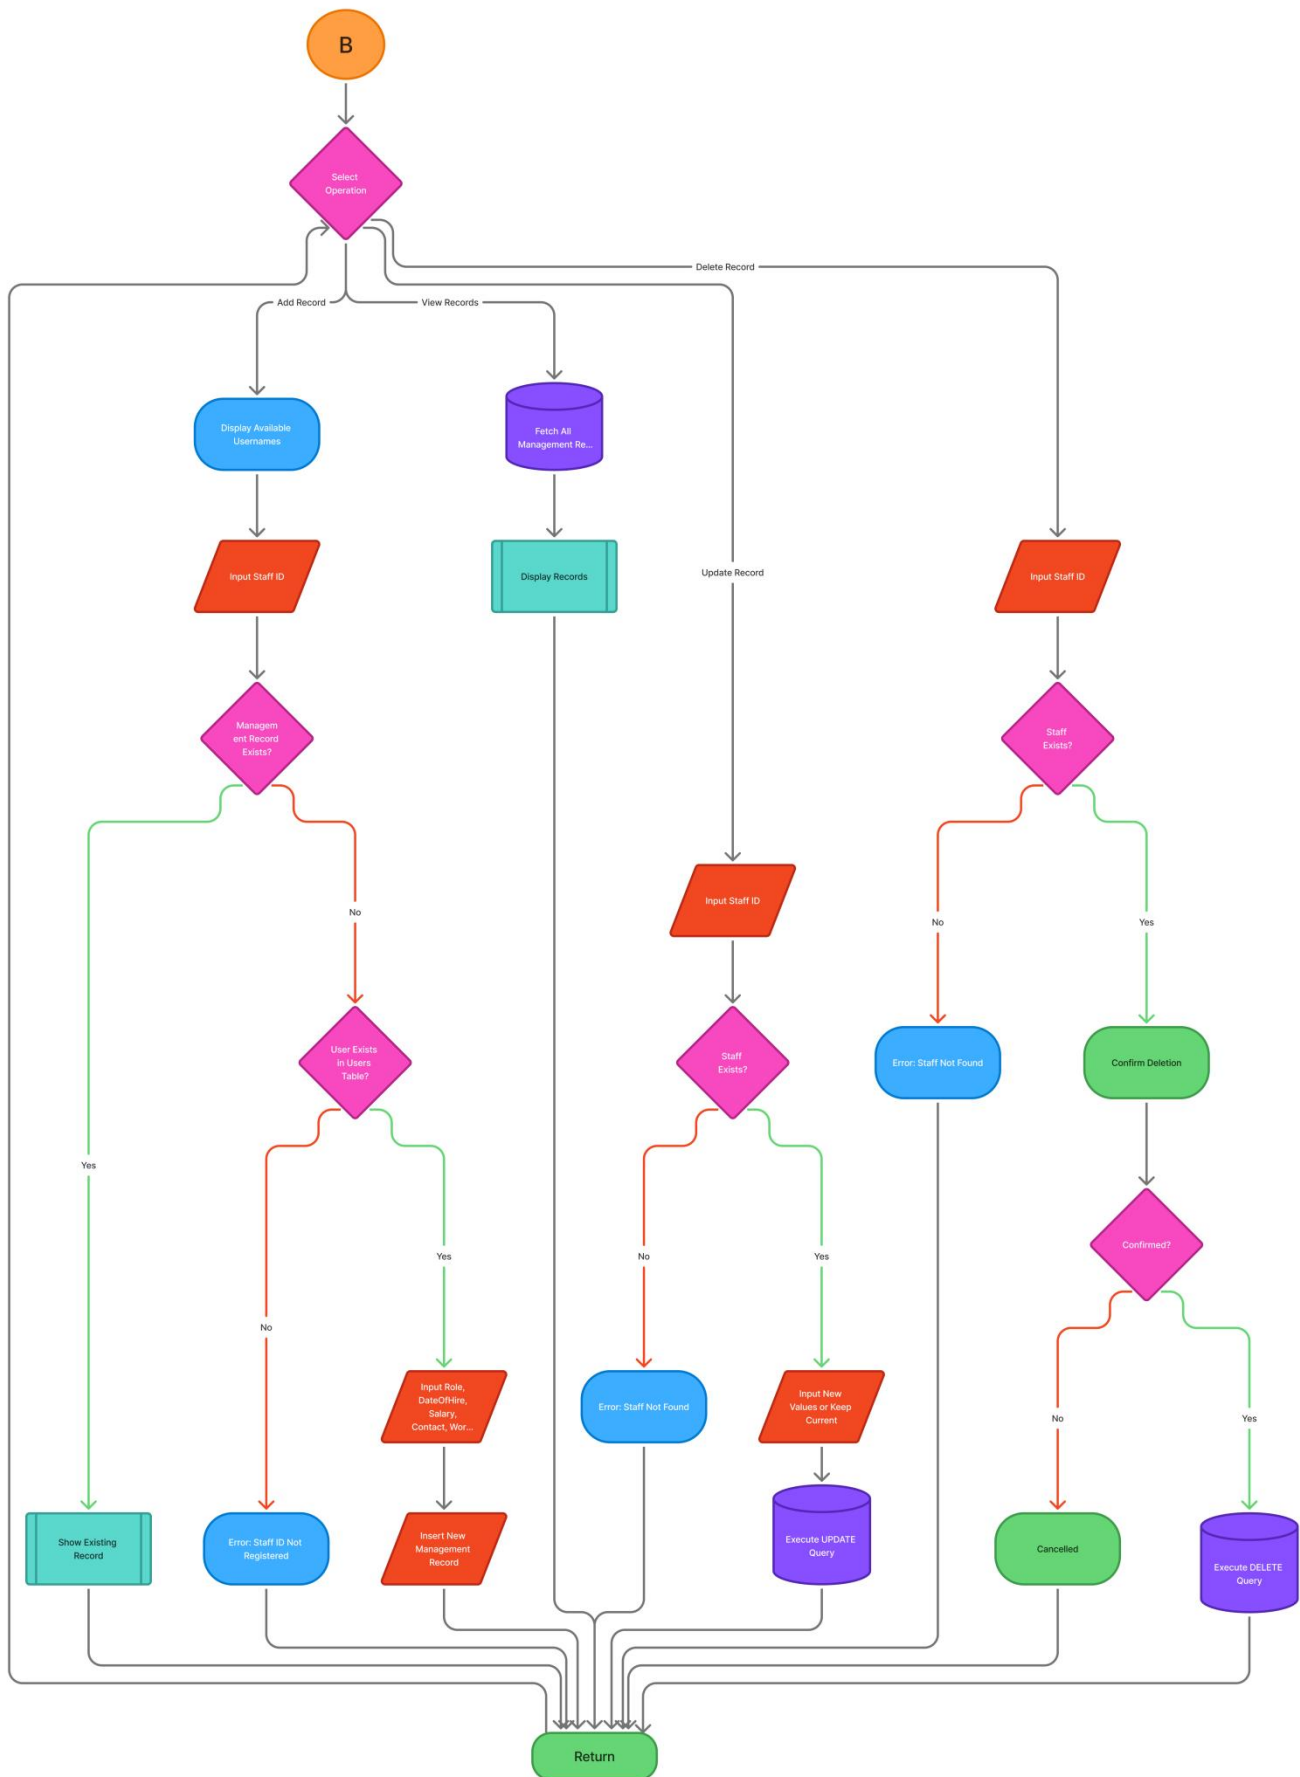 B
Select
Operation
Delete Record
Add Record
View Records
Display Available
Usernames
Fetch All
Management Re...
Input Staff ID
Display Records
Update Record
Input Staff ID
Managem
ent Record
Exists?
Staff
Exists?
No
Input Staff ID
No
Yes
User Exists
in Users
Table?
Staff
Exists?
Error: Staff Not Found
Confirm Deletion
Yes
Yes
No
Yes
Confirmed?
No
Input Role,
DateOfHire,
Salary,
Contact, Wor...
Error: Staff Not Found
Input New
Values or Keep
Current
No
Yes
Show Existing
Record
Error: Staff ID Not
Registered
Insert New
Management
Record
Execute UPDATE
Query
Cancelled
Execute DELETE
Query
Return